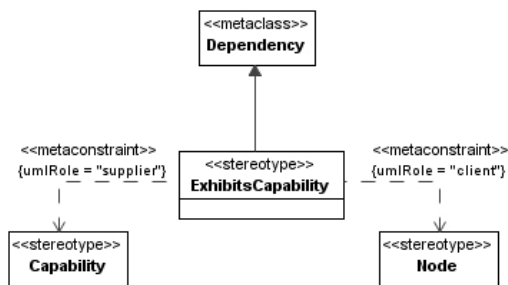 <<metaclass>>
Dependency
<<metaconstraint>>
{umlRole = "supplier"}
<<stereotype>>
ExhibitsCapability
<<metaconstraint>>
{umlRole = "client"}
<<stereotype>>
Capability
<<stereotype>>
Node